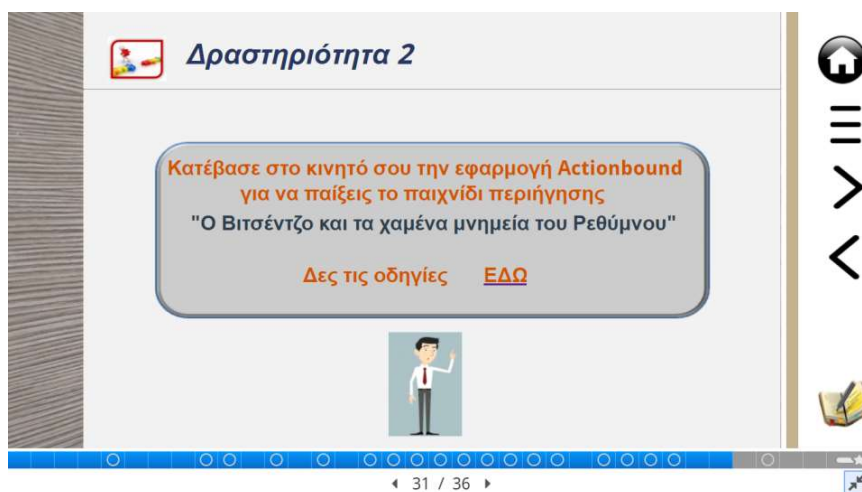 Δραστηριότητα 2
Κατέβασε στο κινητό σου την εφαρμογή Actionbound
για να παίξεις το παιχνίδι περιήγησης
"Ο Βιτσέντζο και τα χαμένα μνημεία του Ρεθύμνου"
Δες τις οδηγίες ΕΔΩ
31 / 36